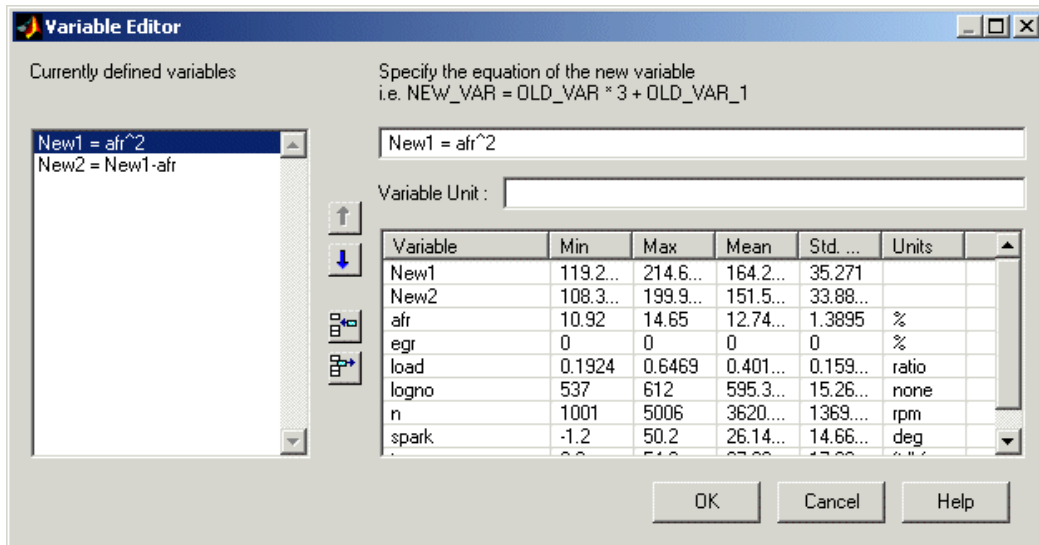 Variable Editor
Currently defined variables
Specify the equation of the new variable
i.e. NEW_VAR = OLD_VAR * 3 + OLD_VAR_1
New1 = afr^2
New2 = New1-afr
New1 = afr^2
Variable Unit :
Variable Min Max Mean Std. ... Units
New1 119.2... 214.6... 164.2... 35.271
New2 108.3... 199.9... 151.5... 33.88...
afr 10.92 14.65 12.74... 1.3895 %
egr 0 0 0 0 %
load 0.1924 0.6469 0.401... 0.159... ratio
logno 537 612 595.3... 15.26... none
n 1001 5006 3620.... 1369.... rpm
spark -1.2 50.2 26.14... 14.66... deg
OK Cancel Help